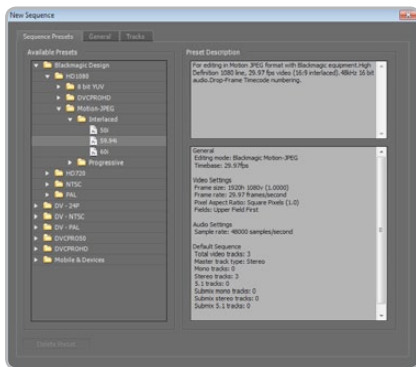 New Sequence
Sequence Presets
General
Tracks
Available Presets
Blackmagic Design
HD1080
8 bit YUV
DVCPROHD
Motion-JPEG
Interlaced
50i
59.94i
60i
Progressive
HD720
NTSC
PAL
DV - 24P
DV - NTSC
DV - PAL
DVCPRO50
DVCPROHD
Mobile & Devices
Delete Preset
Preset Description
For editing in Motion JPEG format with Blackmagic equipment.High
Definition 1080 line, 29.97 fps video (16:9 interlaced).48kHz 16 bit
audio.Drop-Frame Timecode numbering.
General
Editing mode: Blackmagic Motion-JPEG
Timebase: 29.97fps
Video Settings
Frame size: 1920h 1080v (1.0000)
Frame rate: 29.97 frames/second
Pixel Aspect Ratio: Square Pixels (1.0)
Fields: Upper Field First
Audio Settings
Sample rate: 48000 samples/second
Default Sequence
Total video tracks: 3
Master track type: Stereo
Mono tracks: 0
Stereo tracks: 3
5.1 tracks: 0
Submix mono tracks: 0
Submix stereo tracks: 0
Submix 5.1 tracks: 0